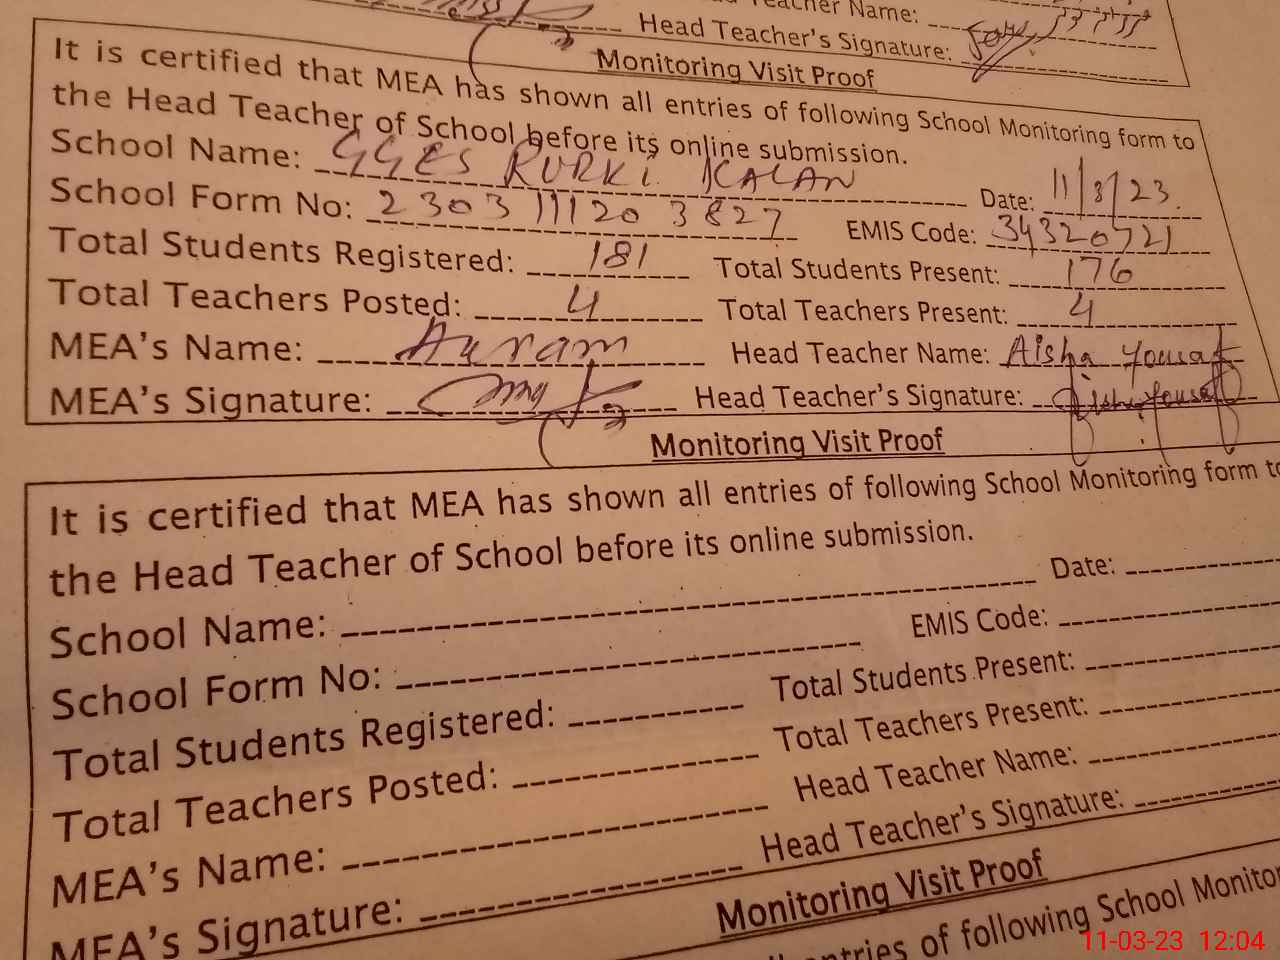 Teacher Name:
Head Teacher's Signature:
Monitoring Visit Proof
It is certified that MEA has shown all entries of following School Monitoring form to
the Head Teacher of School before its online submission.
School Name: GGES RURKI KALAN Date: 11/3/23.
School Form No: 2303111120 3827 EMIS Code: 34320721
Total Students Registered: 181 Total Students Present: 176
Total Teachers Posted: 4 Total Teachers Present: 4
MEA's Name: Head Teacher Name: Aisha Yousaf
MEA's Signature: Head Teacher's Signature: Aisha Yousaf
Monitoring Visit Proof
It is certified that MEA has shown all entries of following School Monitoring form to
the Head Teacher of School before its online submission.
School Name: Date:
School Form No: EMIS Code:
Total Students Registered: Total Students Present:
Total Teachers Posted: Total Teachers Present:
MEA's Name: Head Teacher Name:
MEA's Signature: Head Teacher's Signature:
Monitoring Visit Proof
entries of following School Monitor
11-03-23 12:04